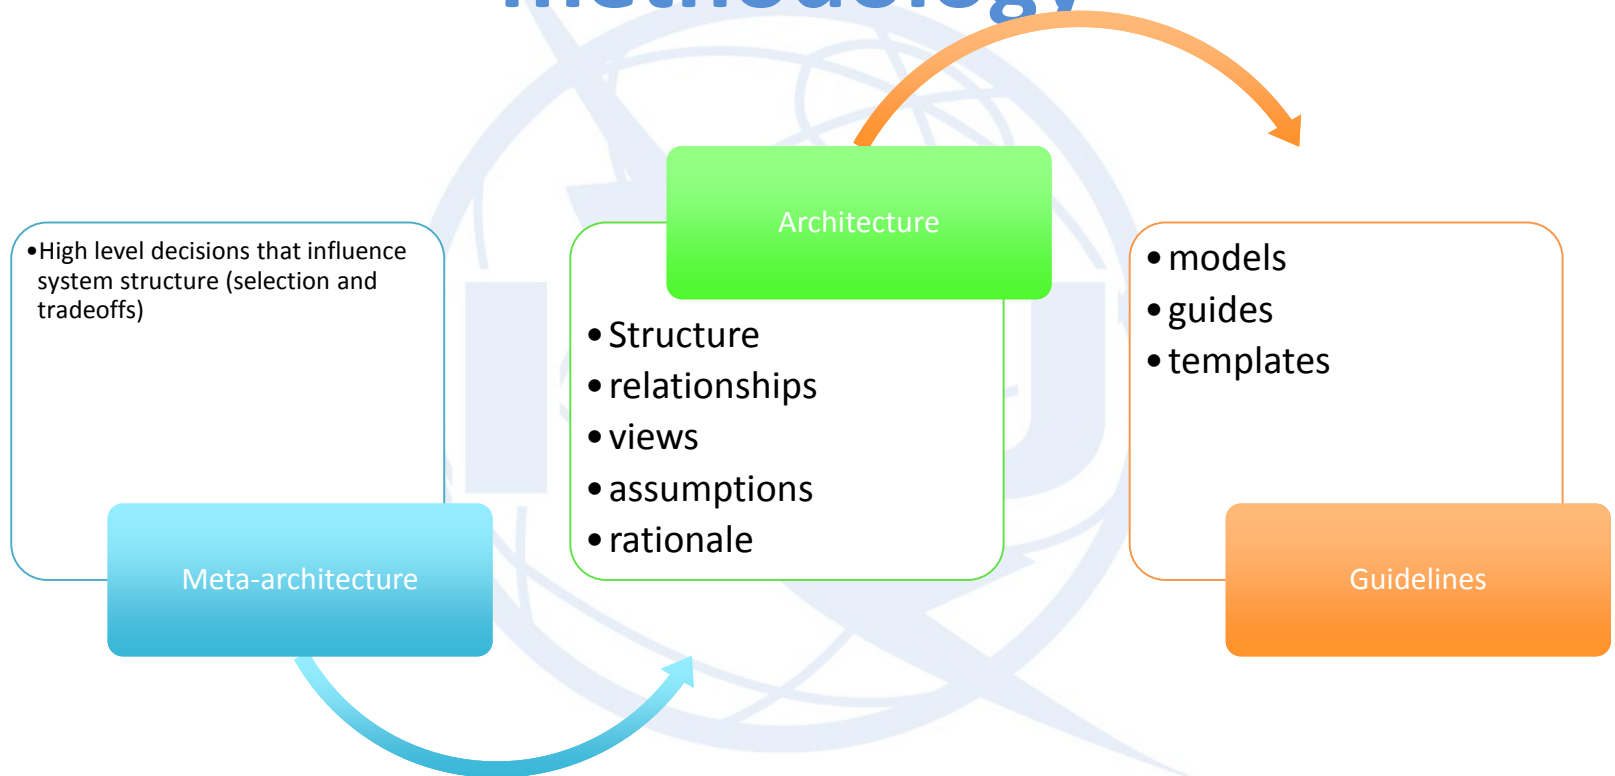 methodology
•High level decisions that influence
system structure (selection and
tradeoffs)
Meta-architecture
Architecture
•Structure
•relationships
•views
•assumptions
•rationale
•models
•guides
•templates
Guidelines